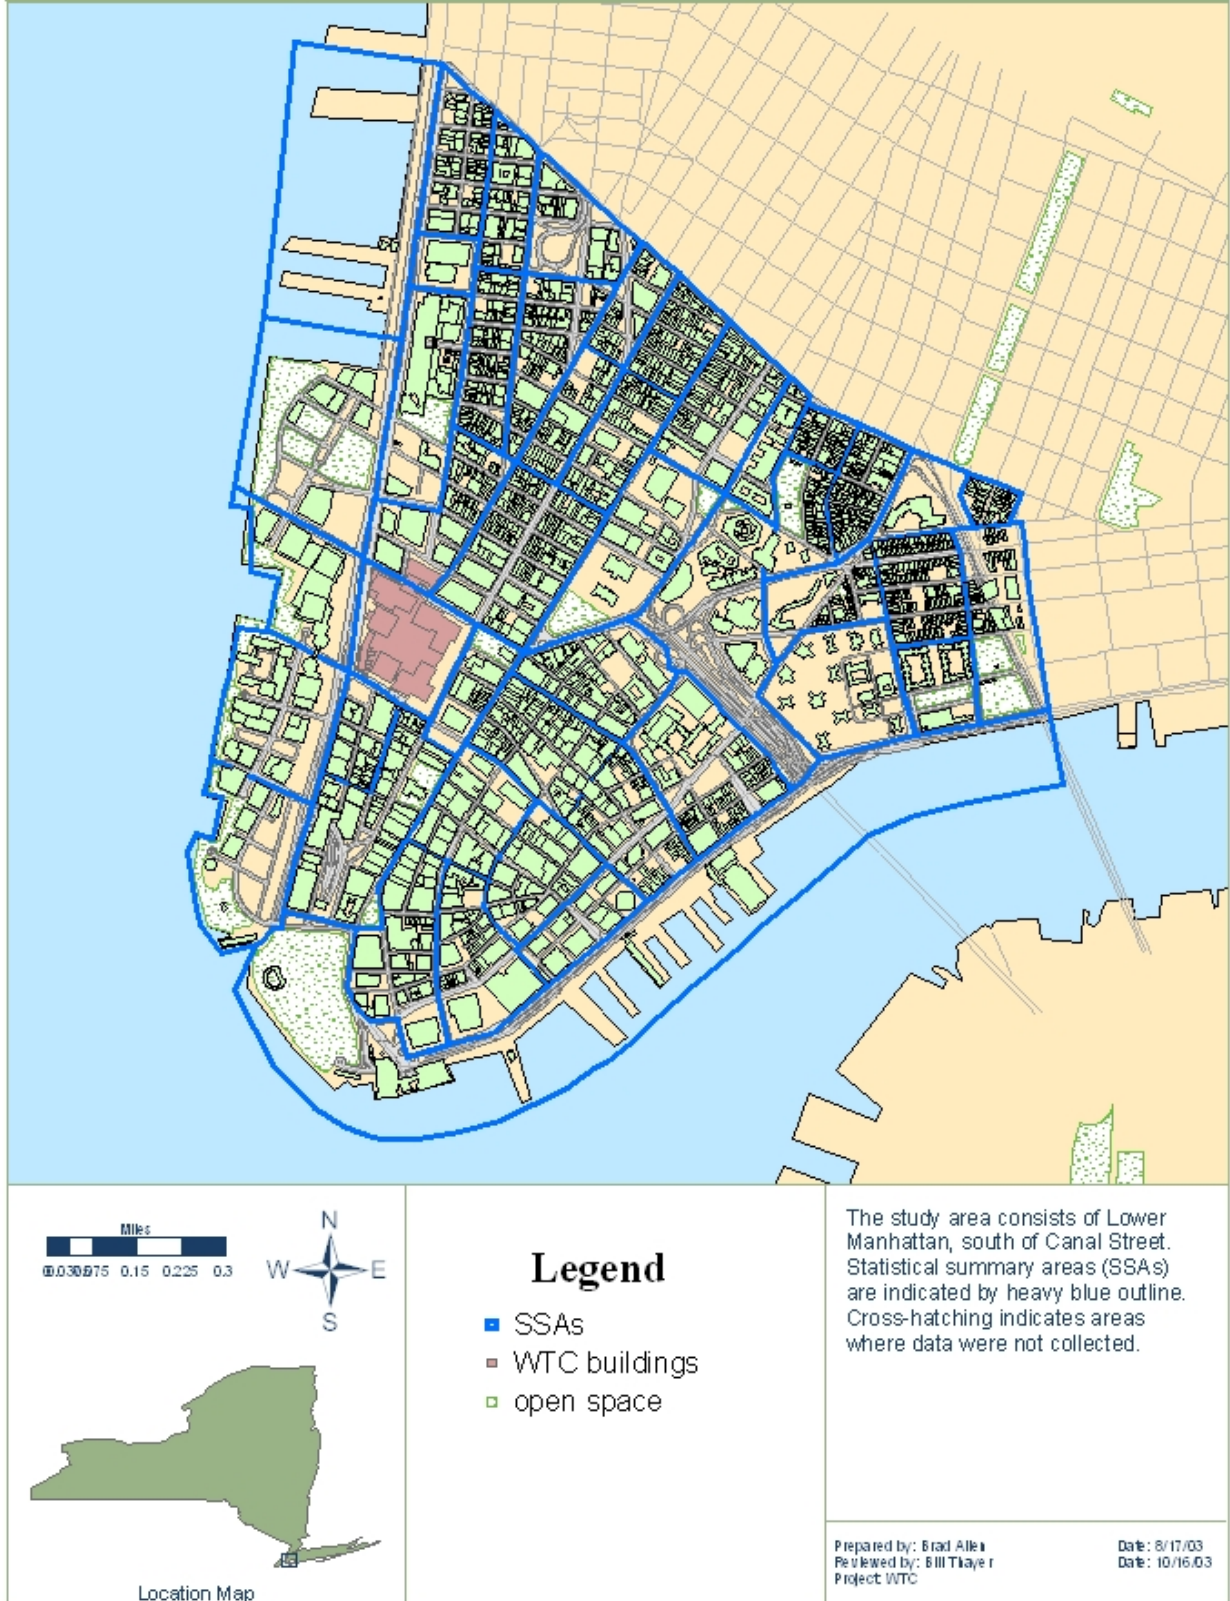 Miles
0.15 0.225 0.3
N
W E
S
Location Map
Legend
SSAs
WTC buildings
open space
The study area consists of Lower
Manhattan, south of Canal Street.
Statistical summary areas (SSAs)
are indicated by heavy blue outline.
Cross-hatching indicates areas
where data were not collected.
Prepared by: Brad Allen Date: 8/17/03
Reviewed by: Bill Thayer Date: 10/16/03
Project: WTC